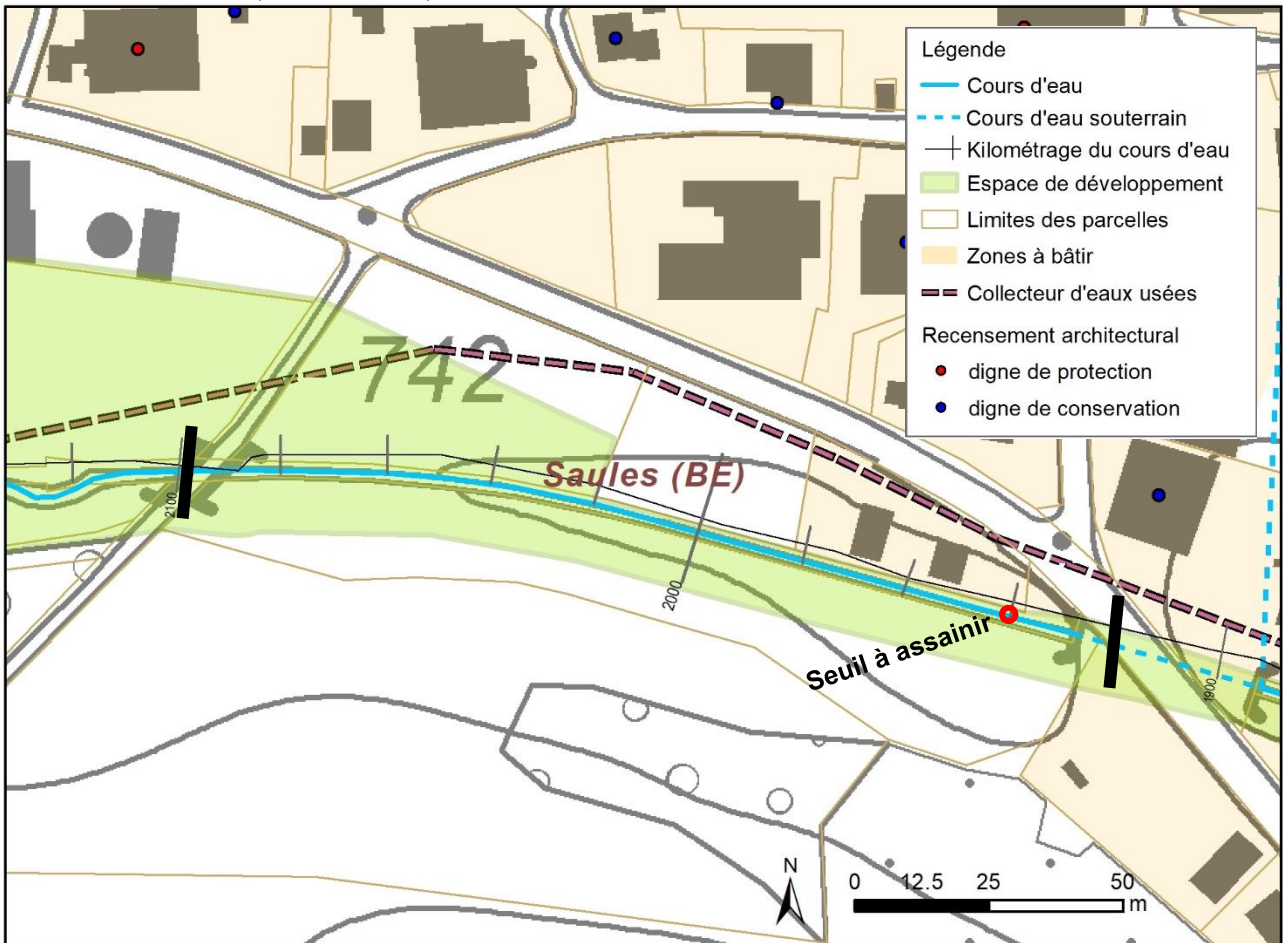 Légende
Cours d'eau
Cours d'eau souterrain
Kilométrage du cours d'eau
Espace de développement
Limites des parcelles
Zones à bâtir
Collecteur d'eaux usées
Recensement architectural
digne de protection
digne de conservation
742
Saules (BE)
2100
2000
Seuil à assainir
1900
N
0 12.5 25 50
m